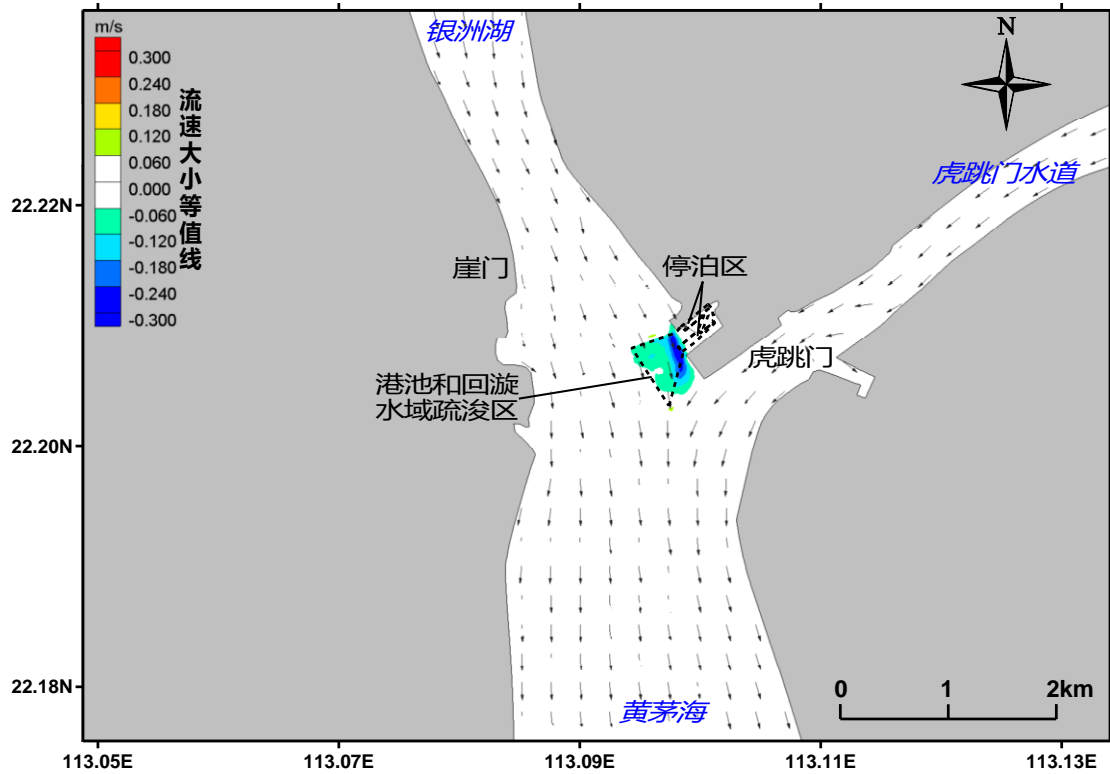 m/s
0.300
0.240
0.180
0.120
0.060
0.000
-0.060
-0.120
-0.180
-0.240
-0.300
流速大小等值线
银洲湖
N
虎跳门水道
22.22N
崖门
停泊区
虎跳门
港池和回漩
水域疏浚区
22.20N
22.18N
黄茅海
0 1 2km
113.05E 113.07E 113.09E 113.11E 113.13E